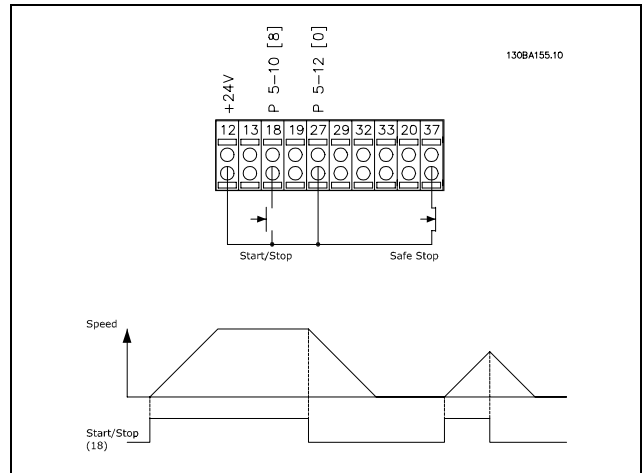 130BA155.10
+24V
P 5-10 [8]
P 5-12 [0]
12 13 18 19 27 29 32 33 20 37
Start/Stop
Safe Stop
Speed
Start/Stop
(18)